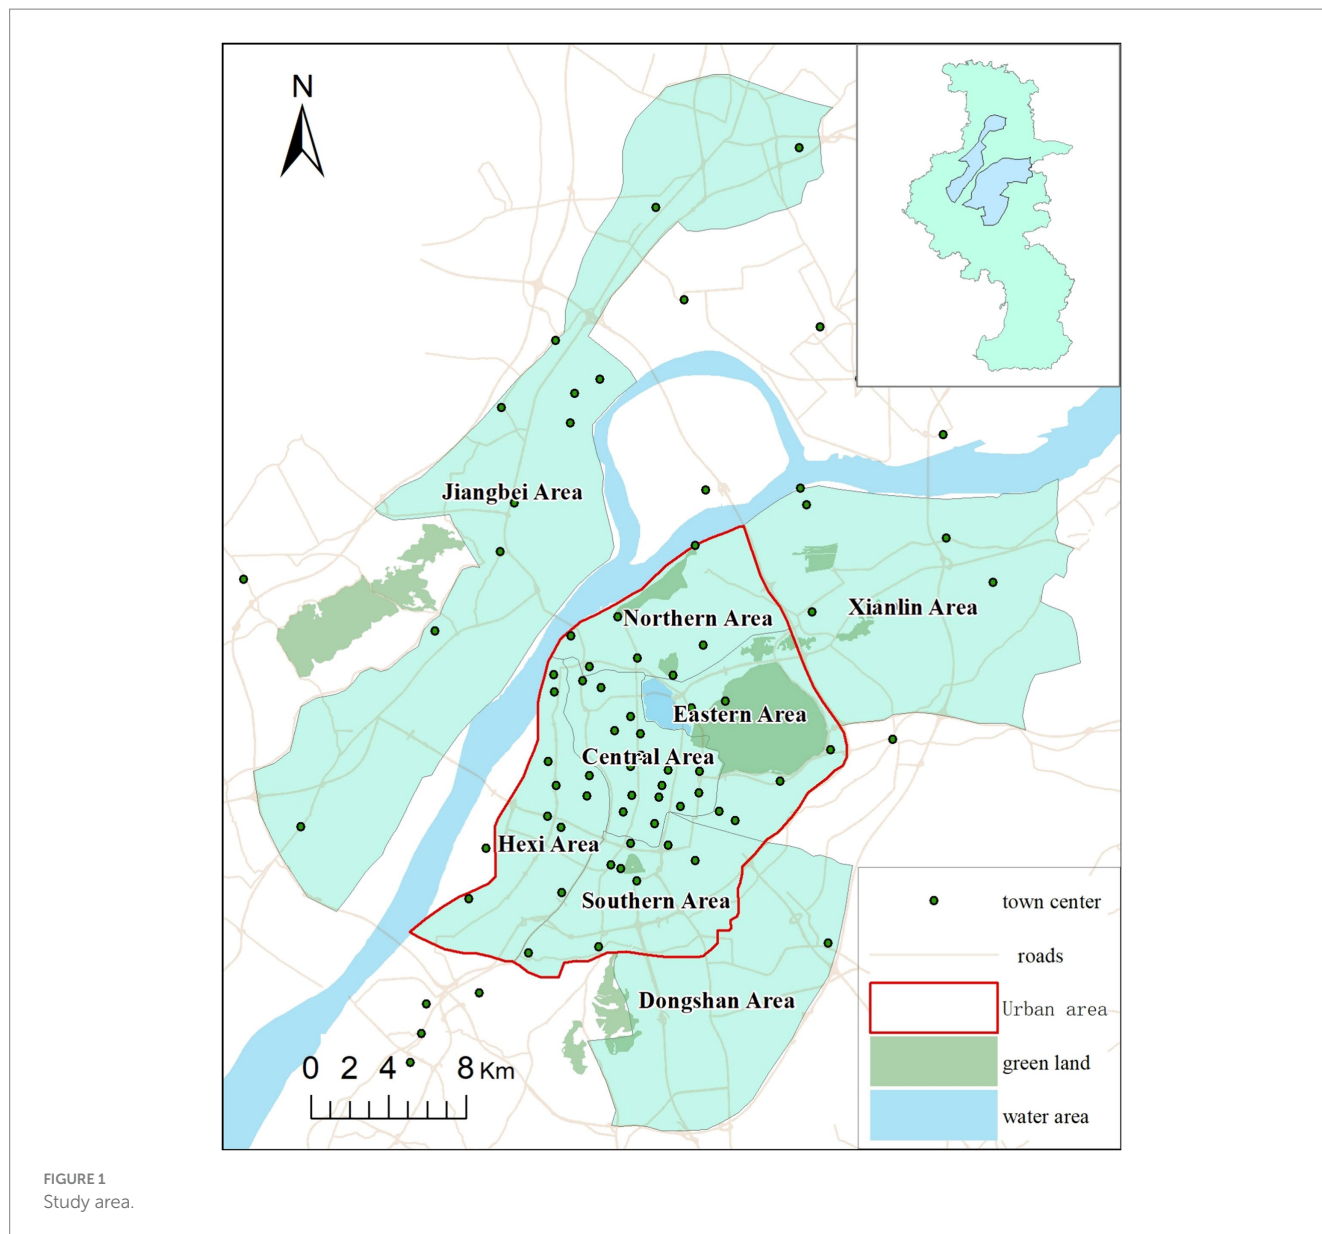 N
Jiangbei Area
Xianlin Area
Northern Area
Eastern Area
Central Area
Hexi Area
Southern Area
Dongshan Area
0 2 4 8 Km
town center
roads
Urban area
green land
water area
FIGURE 1
Study area.